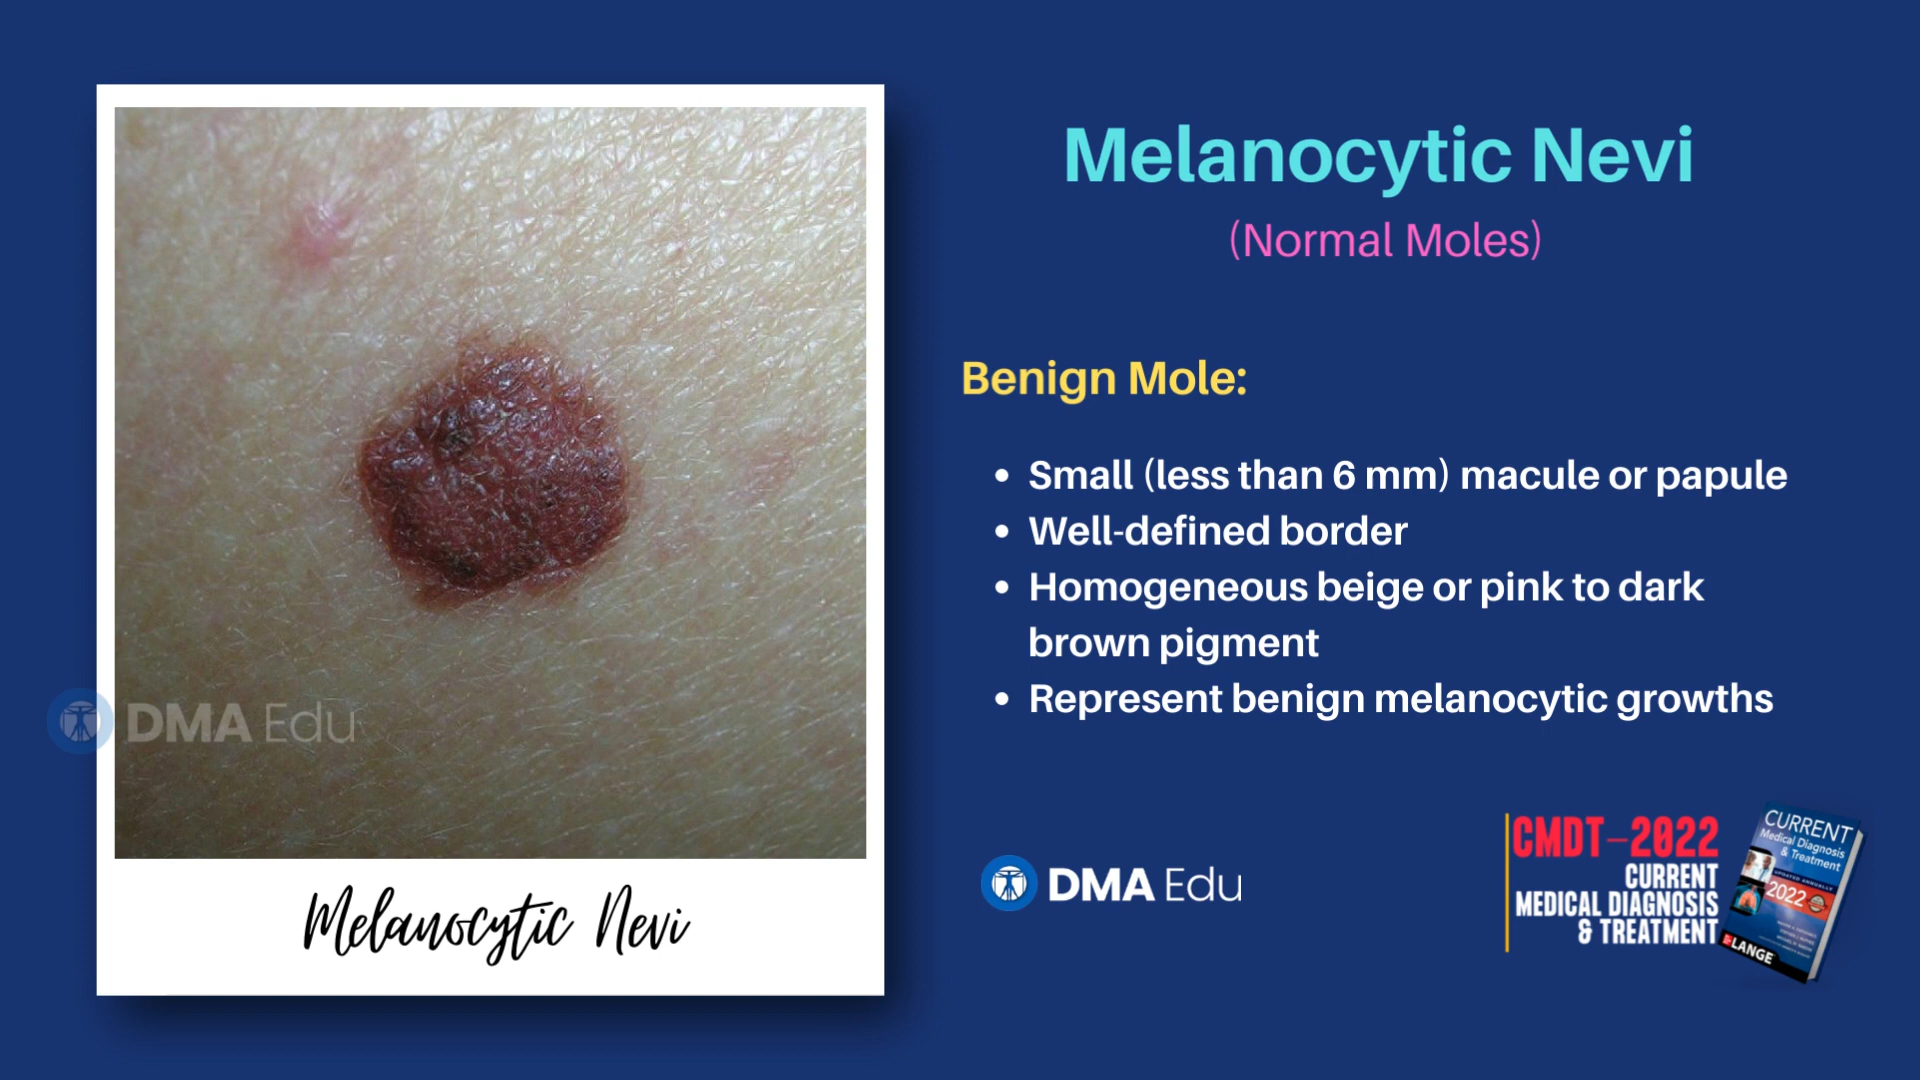 Melanocytic Nevi
(Normal Moles)
Benign Mole:
• Small (less than 6 mm) macule or papule
• Well-defined border
• Homogeneous beige or pink to dark
brown pigment
• Represent benign melanocytic growths
DMA Edu
Melanocytic Nevi
DMA Edu
CMDT-2022
CURRENT
MEDICAL DIAGNOSIS
& TREATMENT
CURRENT
Medical Diagnosis
& Treatment
UPDATED ANNUALLY
2022
LANGE